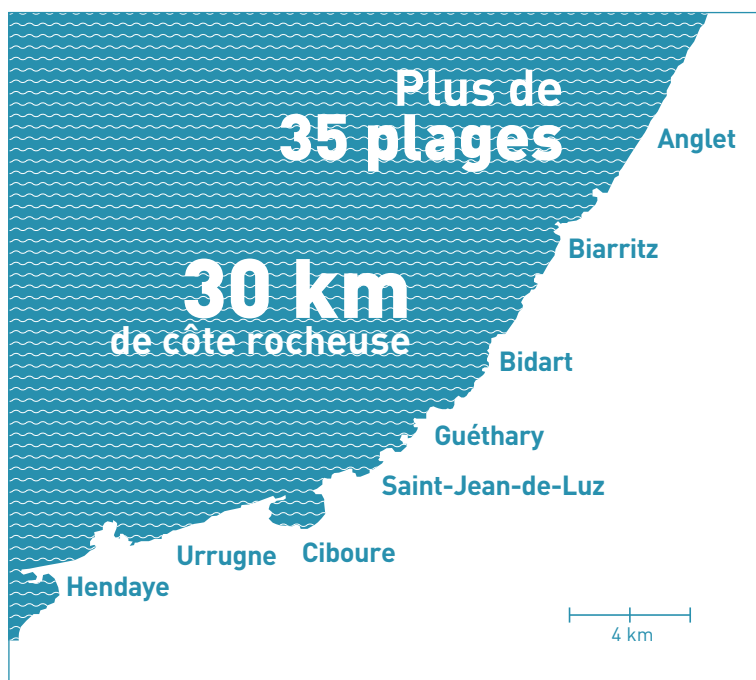 Plus de
35 plages
Anglet
Biarritz
30 km
de côte rocheuse
Bidart
Guéthary
Saint-Jean-de-Luz
Urrugne
Ciboure
Hendaye
4 km